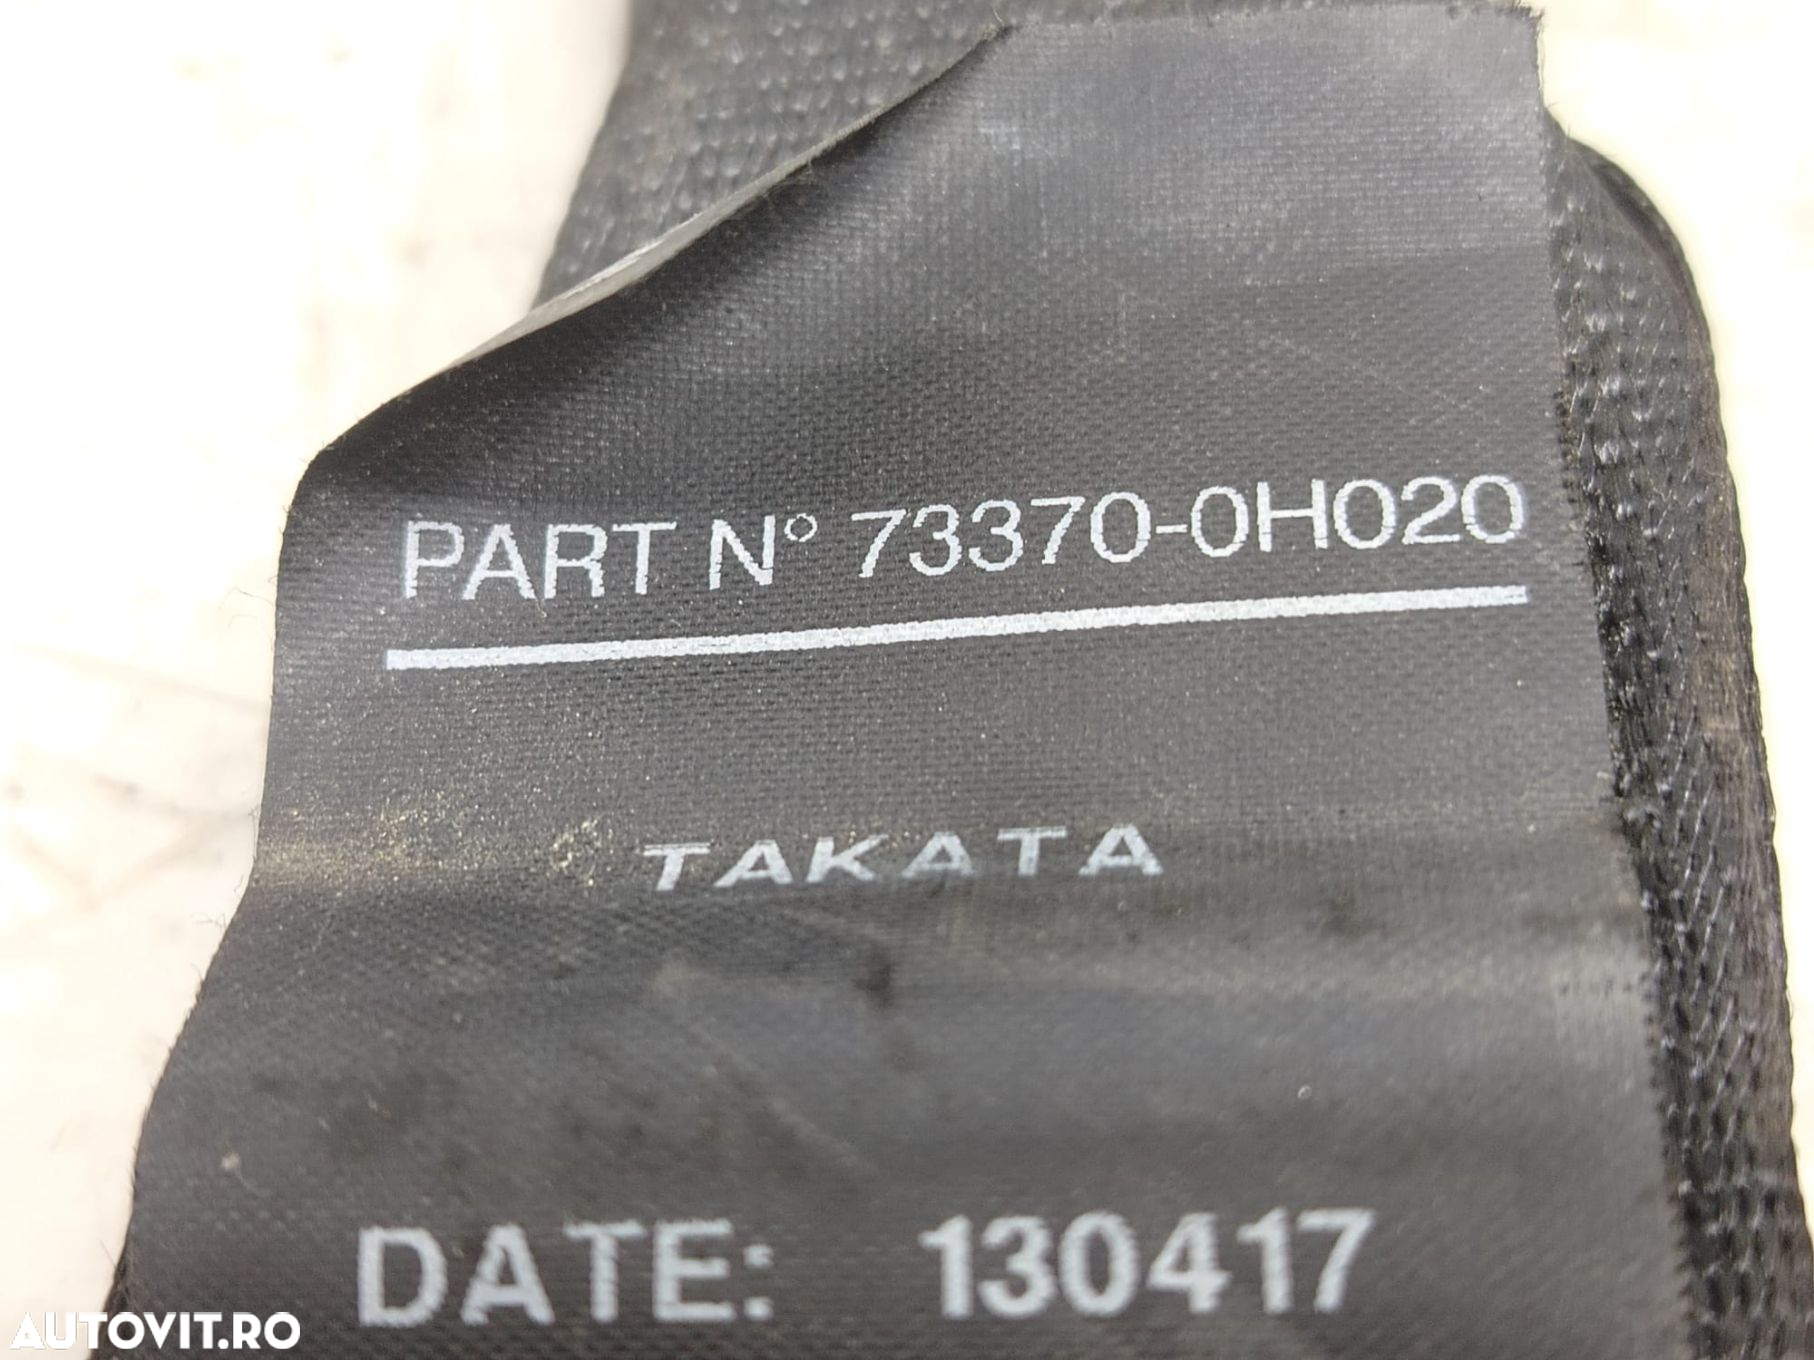 PART N° 73370-0H020
TAKATA
DATE: 130417
AUTOVIT.RO